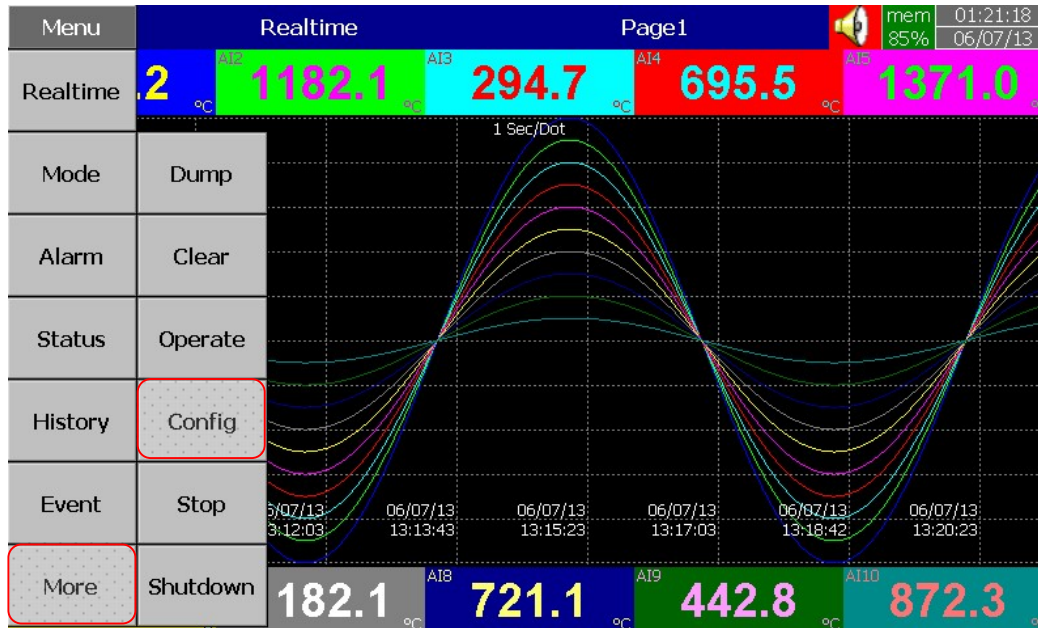 Menu Realtime Page1 mem 01:21:18
85% 06/07/13
Realtime .2 °C AI2 1182.1 °C AI3 294.7 °C AI4 695.5 °C AI5 1371.0
1 Sec/Dot
Mode Dump
Alarm Clear
Status Operate
History Config
Event Stop
06/07/13 06/07/13 06/07/13 06/07/13 06/07/13
3:12:03 13:13:43 13:15:23 13:17:03 13:18:42 13:20:23
More Shutdown 182.1 °C AI8 721.1 °C AI9 442.8 °C AI10 872.3